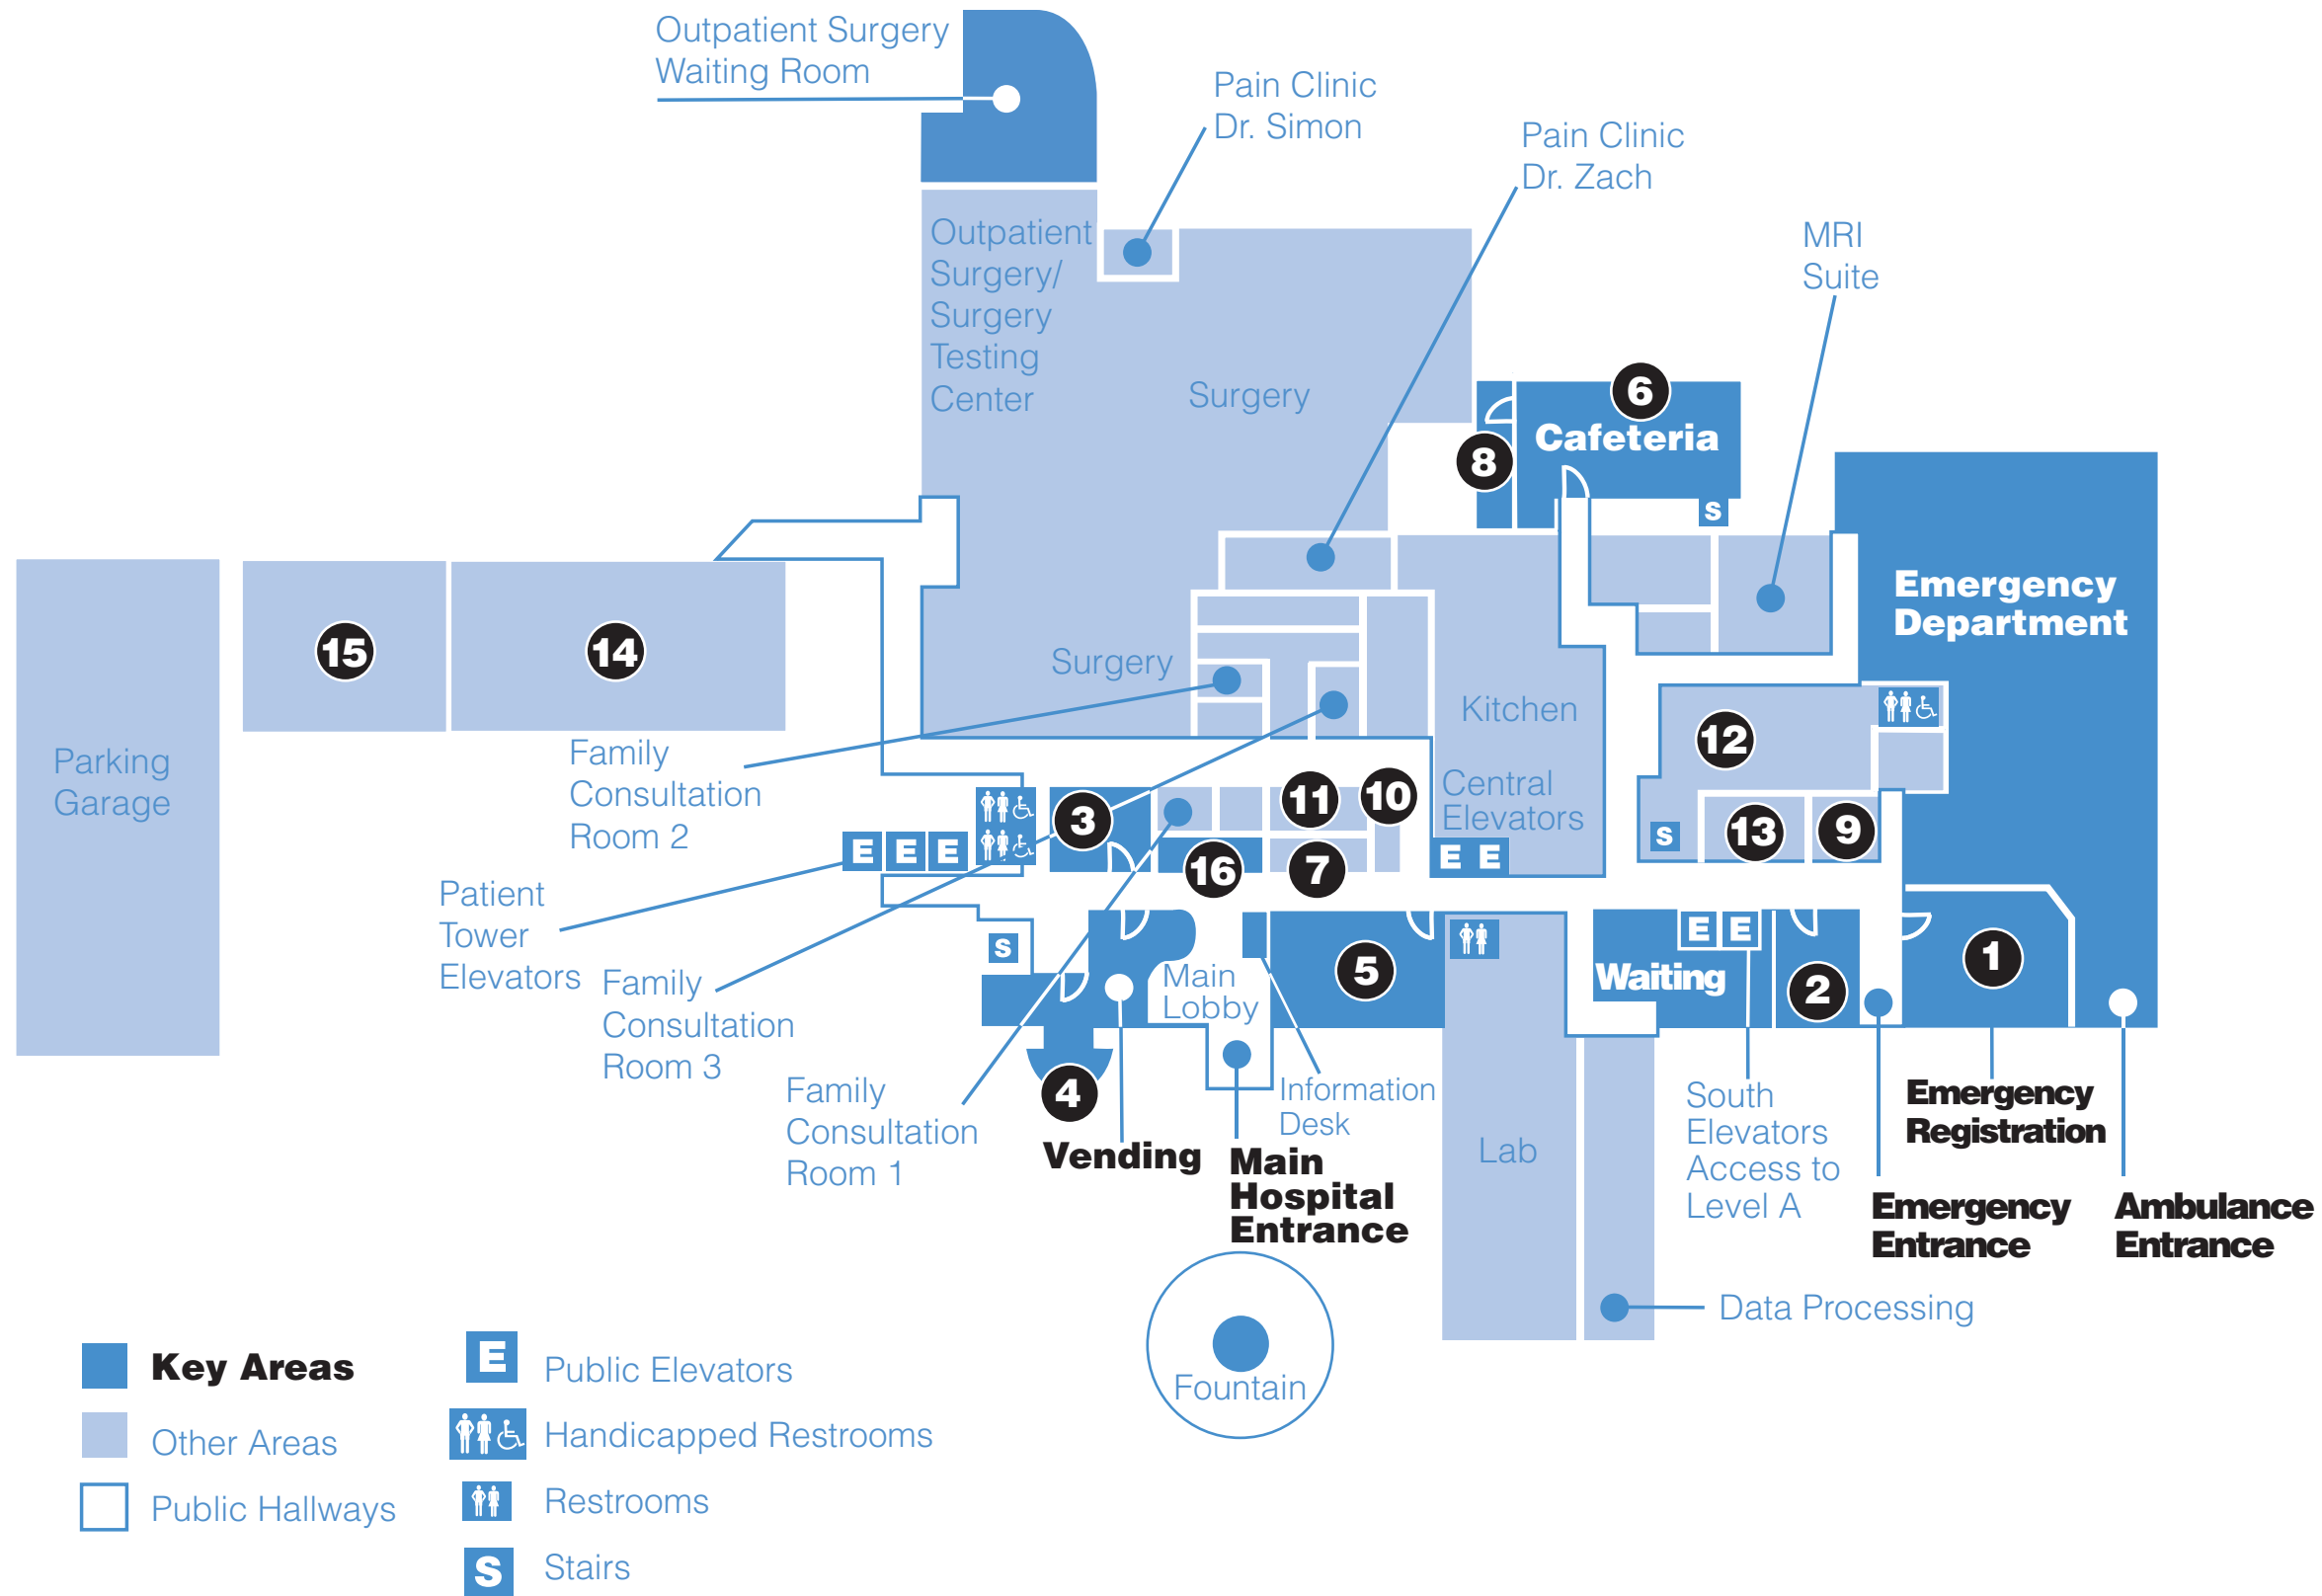 Outpatient Surgery
Waiting Room
Pain Clinic
Dr. Simon
Pain Clinic
Dr. Zach
MRI
Suite
Outpatient
Surgery/
Surgery
Testing
Center
Surgery
6
Cafeteria
8
S
Emergency
Department
15
14
Surgery
Kitchen
12
Parking
Garage
Family
Consultation
Room 2
Central
Elevators
3
11
10
E E E
16
7
E E
S
13
9
Patient
Tower
Elevators
S
Main
Lobby
5
E E
Waiting
2
1
Family
Consultation
Room 3
4
Family
Consultation
Room 1
Information
Desk
Vending
Main
Hospital
Entrance
Lab
South
Elevators
Access to
Level A
Emergency
Registration
Emergency
Entrance
Ambulance
Entrance
Data Processing
Fountain
Key Areas
Other Areas
Public Hallways
E Public Elevators
Handicapped Restrooms
Restrooms
S Stairs